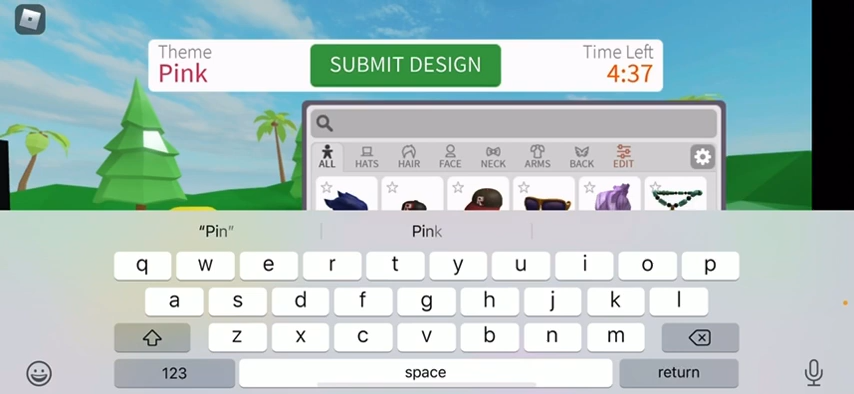 Theme
Pink
SUBMIT DESIGN
Time Left
4:37
ALL HATS HAIR FACE NECK ARMS BACK EDIT
“Pin” Pink
q w e r t y u i o p
a s d f g h j k l
z x c v b n m
123 space return